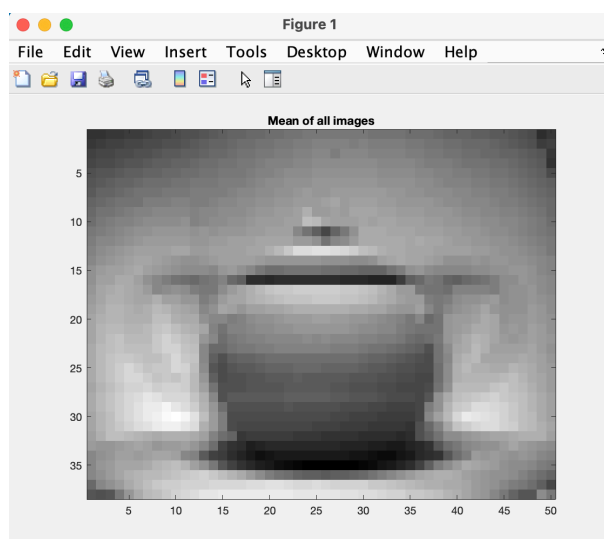 Figure 1
File Edit View Insert Tools Desktop Window Help
Mean of all images
5
10
15
20
25
30
35
5 10 15 20 25 30 35 40 45 50